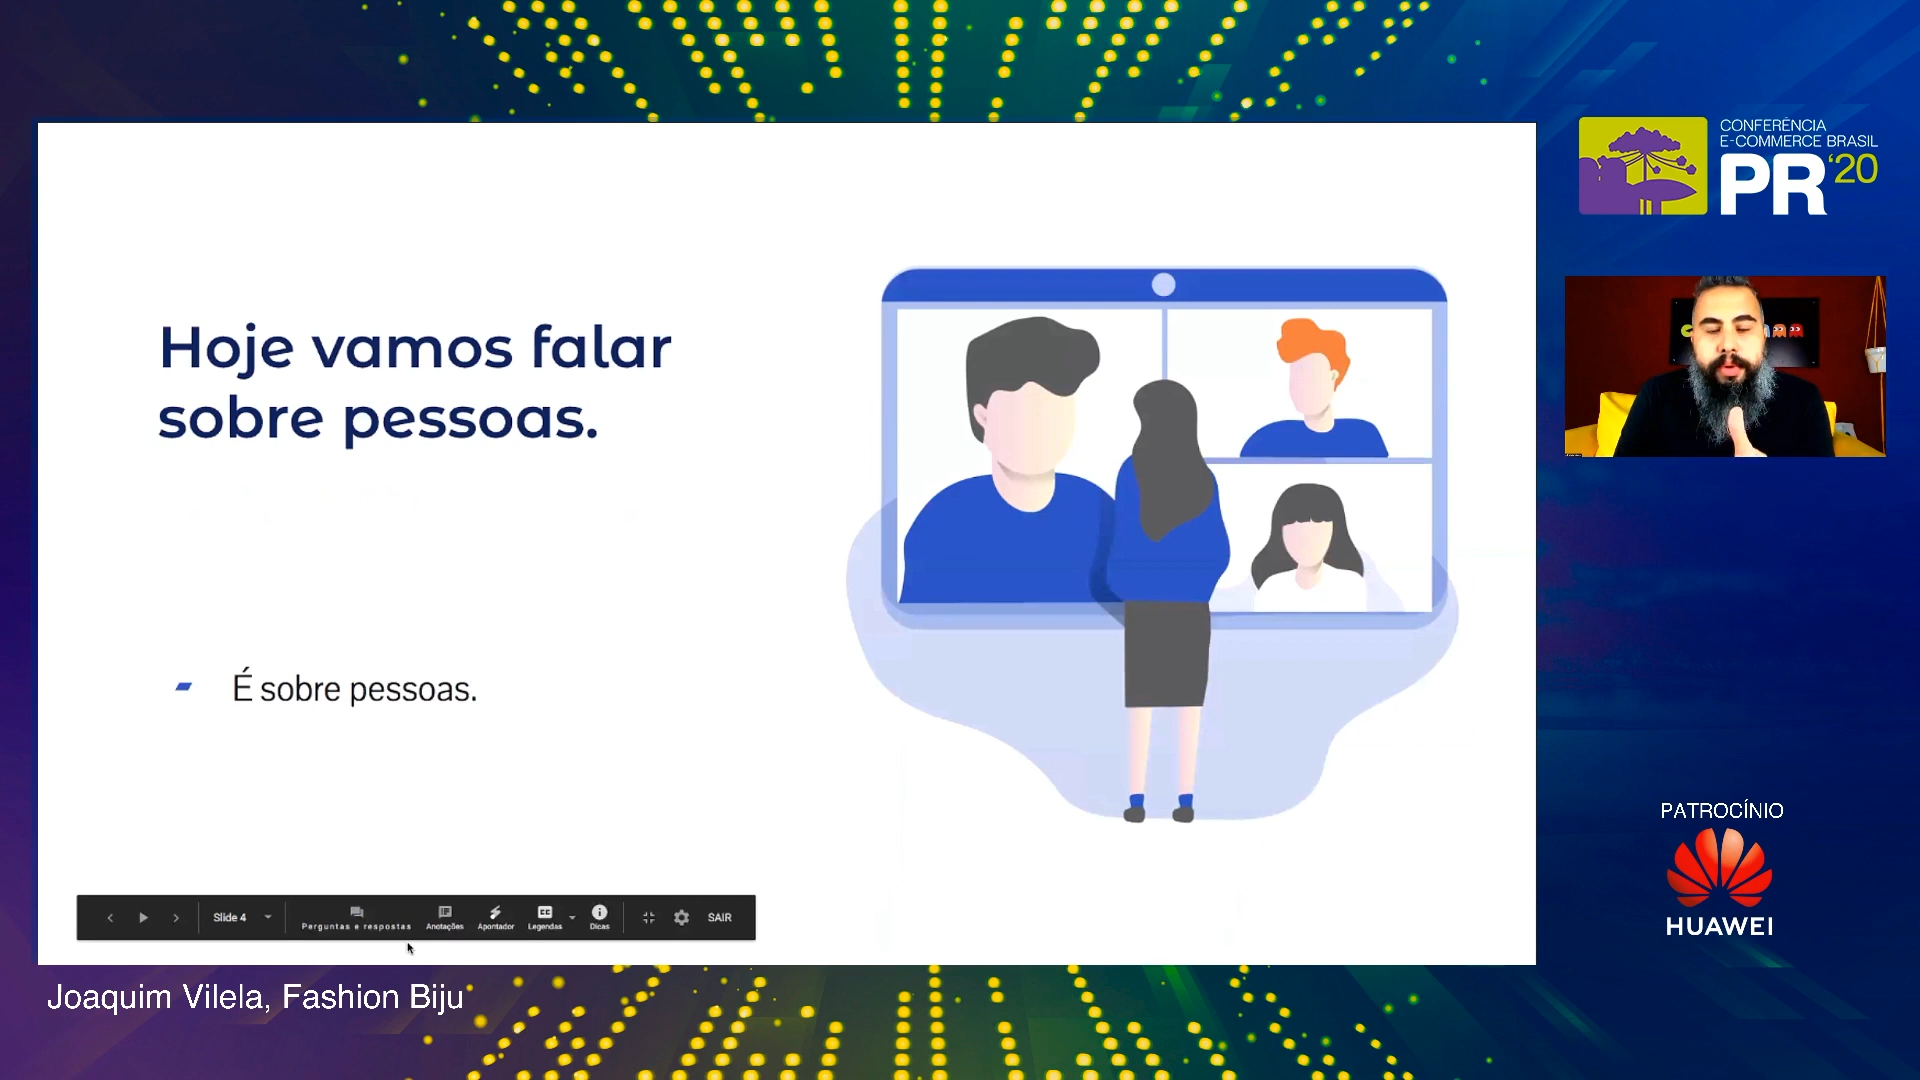 CONFERÊNCIA
E-COMMERCE BRASIL
PR'20
Hoje vamos falar
sobre pessoas.
É sobre pessoas.
Slide 4
Perguntas e respostas
Anotações
Apontador
CC
Legendas
Dicas
SAIR
PATROCÍNIO
HUAWEI
Joaquim Vilela, Fashion Biju